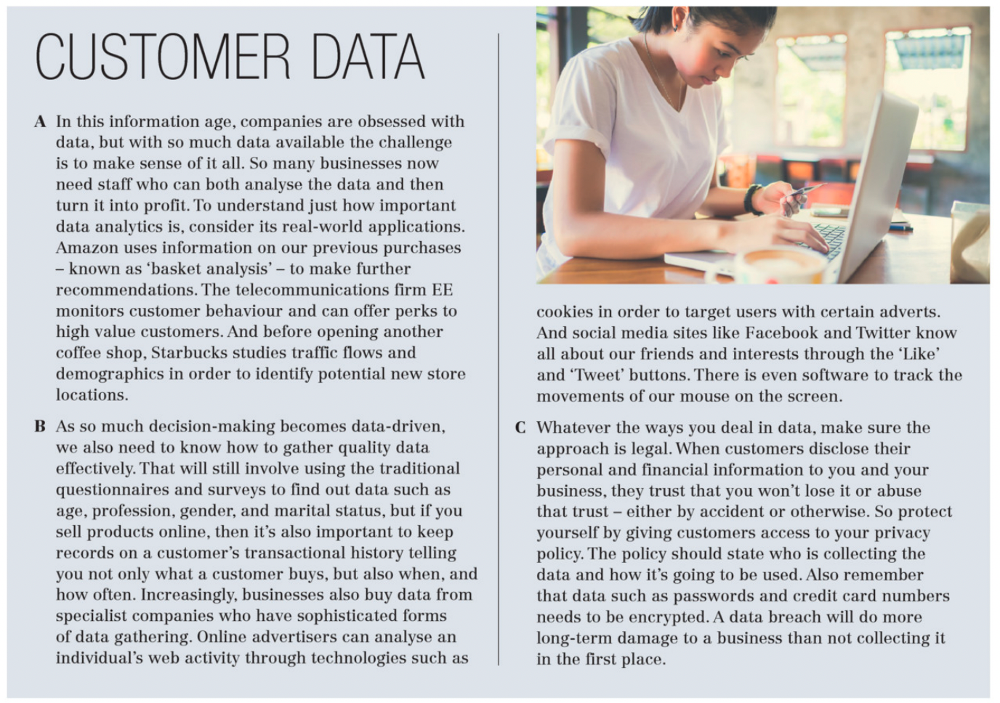 CUSTOMER DATA
A In this information age, companies are obsessed with
data, but with so much data available the challenge
is to make sense of it all. So many businesses now
need staff who can both analyse the data and then
turn it into profit. To understand just how important
data analytics is, consider its real-world applications.
Amazon uses information on our previous purchases
– known as ‘basket analysis’ – to make further
recommendations. The telecommunications firm EE
monitors customer behaviour and can offer perks to
high value customers. And before opening another
coffee shop, Starbucks studies traffic flows and
demographics in order to identify potential new store
locations.
B As so much decision-making becomes data-driven,
we also need to know how to gather quality data
effectively. That will still involve using the traditional
questionnaires and surveys to find out data such as
age, profession, gender, and marital status, but if you
sell products online, then it’s also important to keep
records on a customer’s transactional history telling
you not only what a customer buys, but also when, and
how often. Increasingly, businesses also buy data from
specialist companies who have sophisticated forms
of data gathering. Online advertisers can analyse an
individual’s web activity through technologies such as
cookies in order to target users with certain adverts.
And social media sites like Facebook and Twitter know
all about our friends and interests through the ‘Like’
and ‘Tweet’ buttons. There is even software to track the
movements of our mouse on the screen.
C Whatever the ways you deal in data, make sure the
approach is legal. When customers disclose their
personal and financial information to you and your
business, they trust that you won’t lose it or abuse
that trust – either by accident or otherwise. So protect
yourself by giving customers access to your privacy
policy. The policy should state who is collecting the
data and how it’s going to be used. Also remember
that data such as passwords and credit card numbers
needs to be encrypted. A data breach will do more
long-term damage to a business than not collecting it
in the first place.